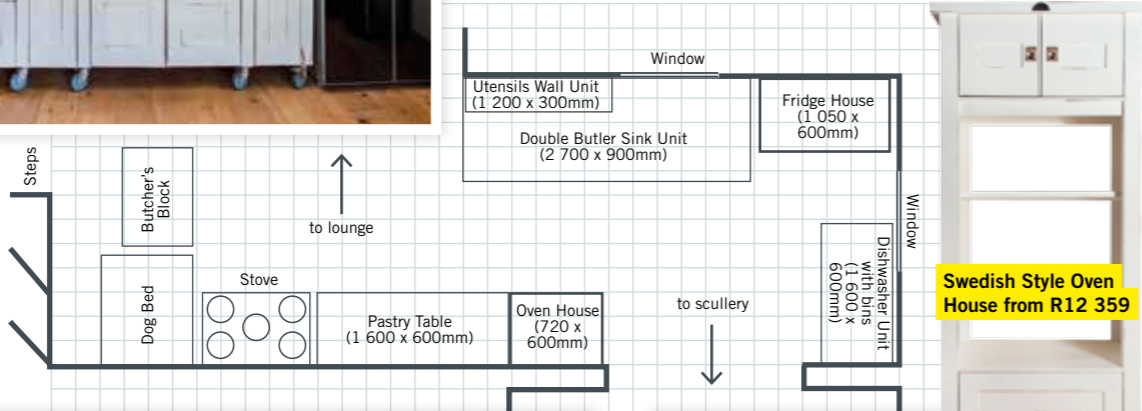 Window
Utensils Wall Unit
(1 200 x 300mm)
Fridge House
(1 050 x
600mm)
Double Butler Sink Unit
(2 700 x 900mm)
Steps
Butcher's
Block
to lounge
Window
Dishwasher Unit
with bins
(1 600 x
600mm)
Swedish Style Oven
House from R12 359
Stove
to scullery
Dog Bed
Pastry Table
(1 600 x 600mm)
Oven House
(720 x
600mm)